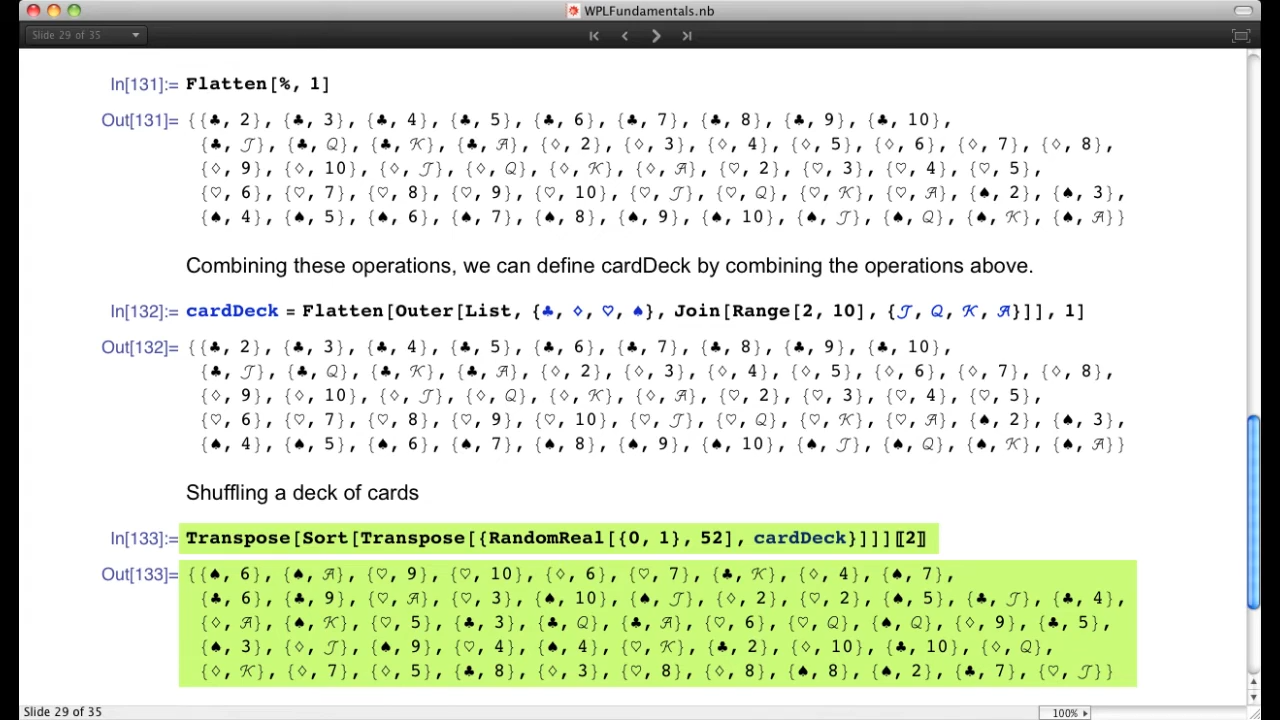 WPLFundamentals.nb
Slide 29 of 35
In[131]:= Flatten[%, 1]
Out[131]= {{♣, 2}, {♣, 3}, {♣, 4}, {♣, 5}, {♣, 6}, {♣, 7}, {♣, 8}, {♣, 9}, {♣, 10},
{♣, 𝒥}, {♣, 𝒬}, {♣, 𝒦}, {♣, 𝒜}, {♢, 2}, {♢, 3}, {♢, 4}, {♢, 5}, {♢, 6}, {♢, 7}, {♢, 8},
{♢, 9}, {♢, 10}, {♢, 𝒥}, {♢, 𝒬}, {♢, 𝒦}, {♢, 𝒜}, {♡, 2}, {♡, 3}, {♡, 4}, {♡, 5},
{♡, 6}, {♡, 7}, {♡, 8}, {♡, 9}, {♡, 10}, {♡, 𝒥}, {♡, 𝒬}, {♡, 𝒦}, {♡, 𝒜}, {♠, 2}, {♠, 3},
{♠, 4}, {♠, 5}, {♠, 6}, {♠, 7}, {♠, 8}, {♠, 9}, {♠, 10}, {♠, 𝒥}, {♠, 𝒬}, {♠, 𝒦}, {♠, 𝒜}}
Combining these operations, we can define cardDeck by combining the operations above.
In[132]:= cardDeck = Flatten[Outer[List, {♣, ♢, ♡, ♠}, Join[Range[2, 10], {𝒥, 𝒬, 𝒦, 𝒜}]], 1]
Out[132]= {{♣, 2}, {♣, 3}, {♣, 4}, {♣, 5}, {♣, 6}, {♣, 7}, {♣, 8}, {♣, 9}, {♣, 10},
{♣, 𝒥}, {♣, 𝒬}, {♣, 𝒦}, {♣, 𝒜}, {♢, 2}, {♢, 3}, {♢, 4}, {♢, 5}, {♢, 6}, {♢, 7}, {♢, 8},
{♢, 9}, {♢, 10}, {♢, 𝒥}, {♢, 𝒬}, {♢, 𝒦}, {♢, 𝒜}, {♡, 2}, {♡, 3}, {♡, 4}, {♡, 5},
{♡, 6}, {♡, 7}, {♡, 8}, {♡, 9}, {♡, 10}, {♡, 𝒥}, {♡, 𝒬}, {♡, 𝒦}, {♡, 𝒜}, {♠, 2}, {♠, 3},
{♠, 4}, {♠, 5}, {♠, 6}, {♠, 7}, {♠, 8}, {♠, 9}, {♠, 10}, {♠, 𝒥}, {♠, 𝒬}, {♠, 𝒦}, {♠, 𝒜}}
Shuffling a deck of cards
In[133]:= Transpose[Sort[Transpose[{RandomReal[{0, 1}, 52], cardDeck}]]]〚2〛
Out[133]= {{♠, 6}, {♠, 𝒜}, {♡, 9}, {♡, 10}, {♢, 6}, {♡, 7}, {♣, 𝒦}, {♢, 4}, {♠, 7},
{♣, 6}, {♣, 9}, {♡, 𝒜}, {♡, 3}, {♠, 10}, {♠, 𝒥}, {♢, 2}, {♡, 2}, {♠, 5}, {♣, 𝒥}, {♣, 4},
{♢, 𝒜}, {♠, 𝒦}, {♡, 5}, {♣, 3}, {♣, 𝒬}, {♣, 𝒜}, {♡, 6}, {♡, 𝒬}, {♠, 𝒬}, {♢, 9}, {♣, 5},
{♠, 3}, {♢, 𝒥}, {♠, 9}, {♡, 4}, {♠, 4}, {♡, 𝒦}, {♣, 2}, {♢, 10}, {♣, 10}, {♢, 𝒬},
{♢, 𝒦}, {♢, 7}, {♢, 5}, {♣, 8}, {♢, 3}, {♡, 8}, {♢, 8}, {♠, 8}, {♠, 2}, {♣, 7}, {♡, 𝒥}}
Slide 29 of 35
100%